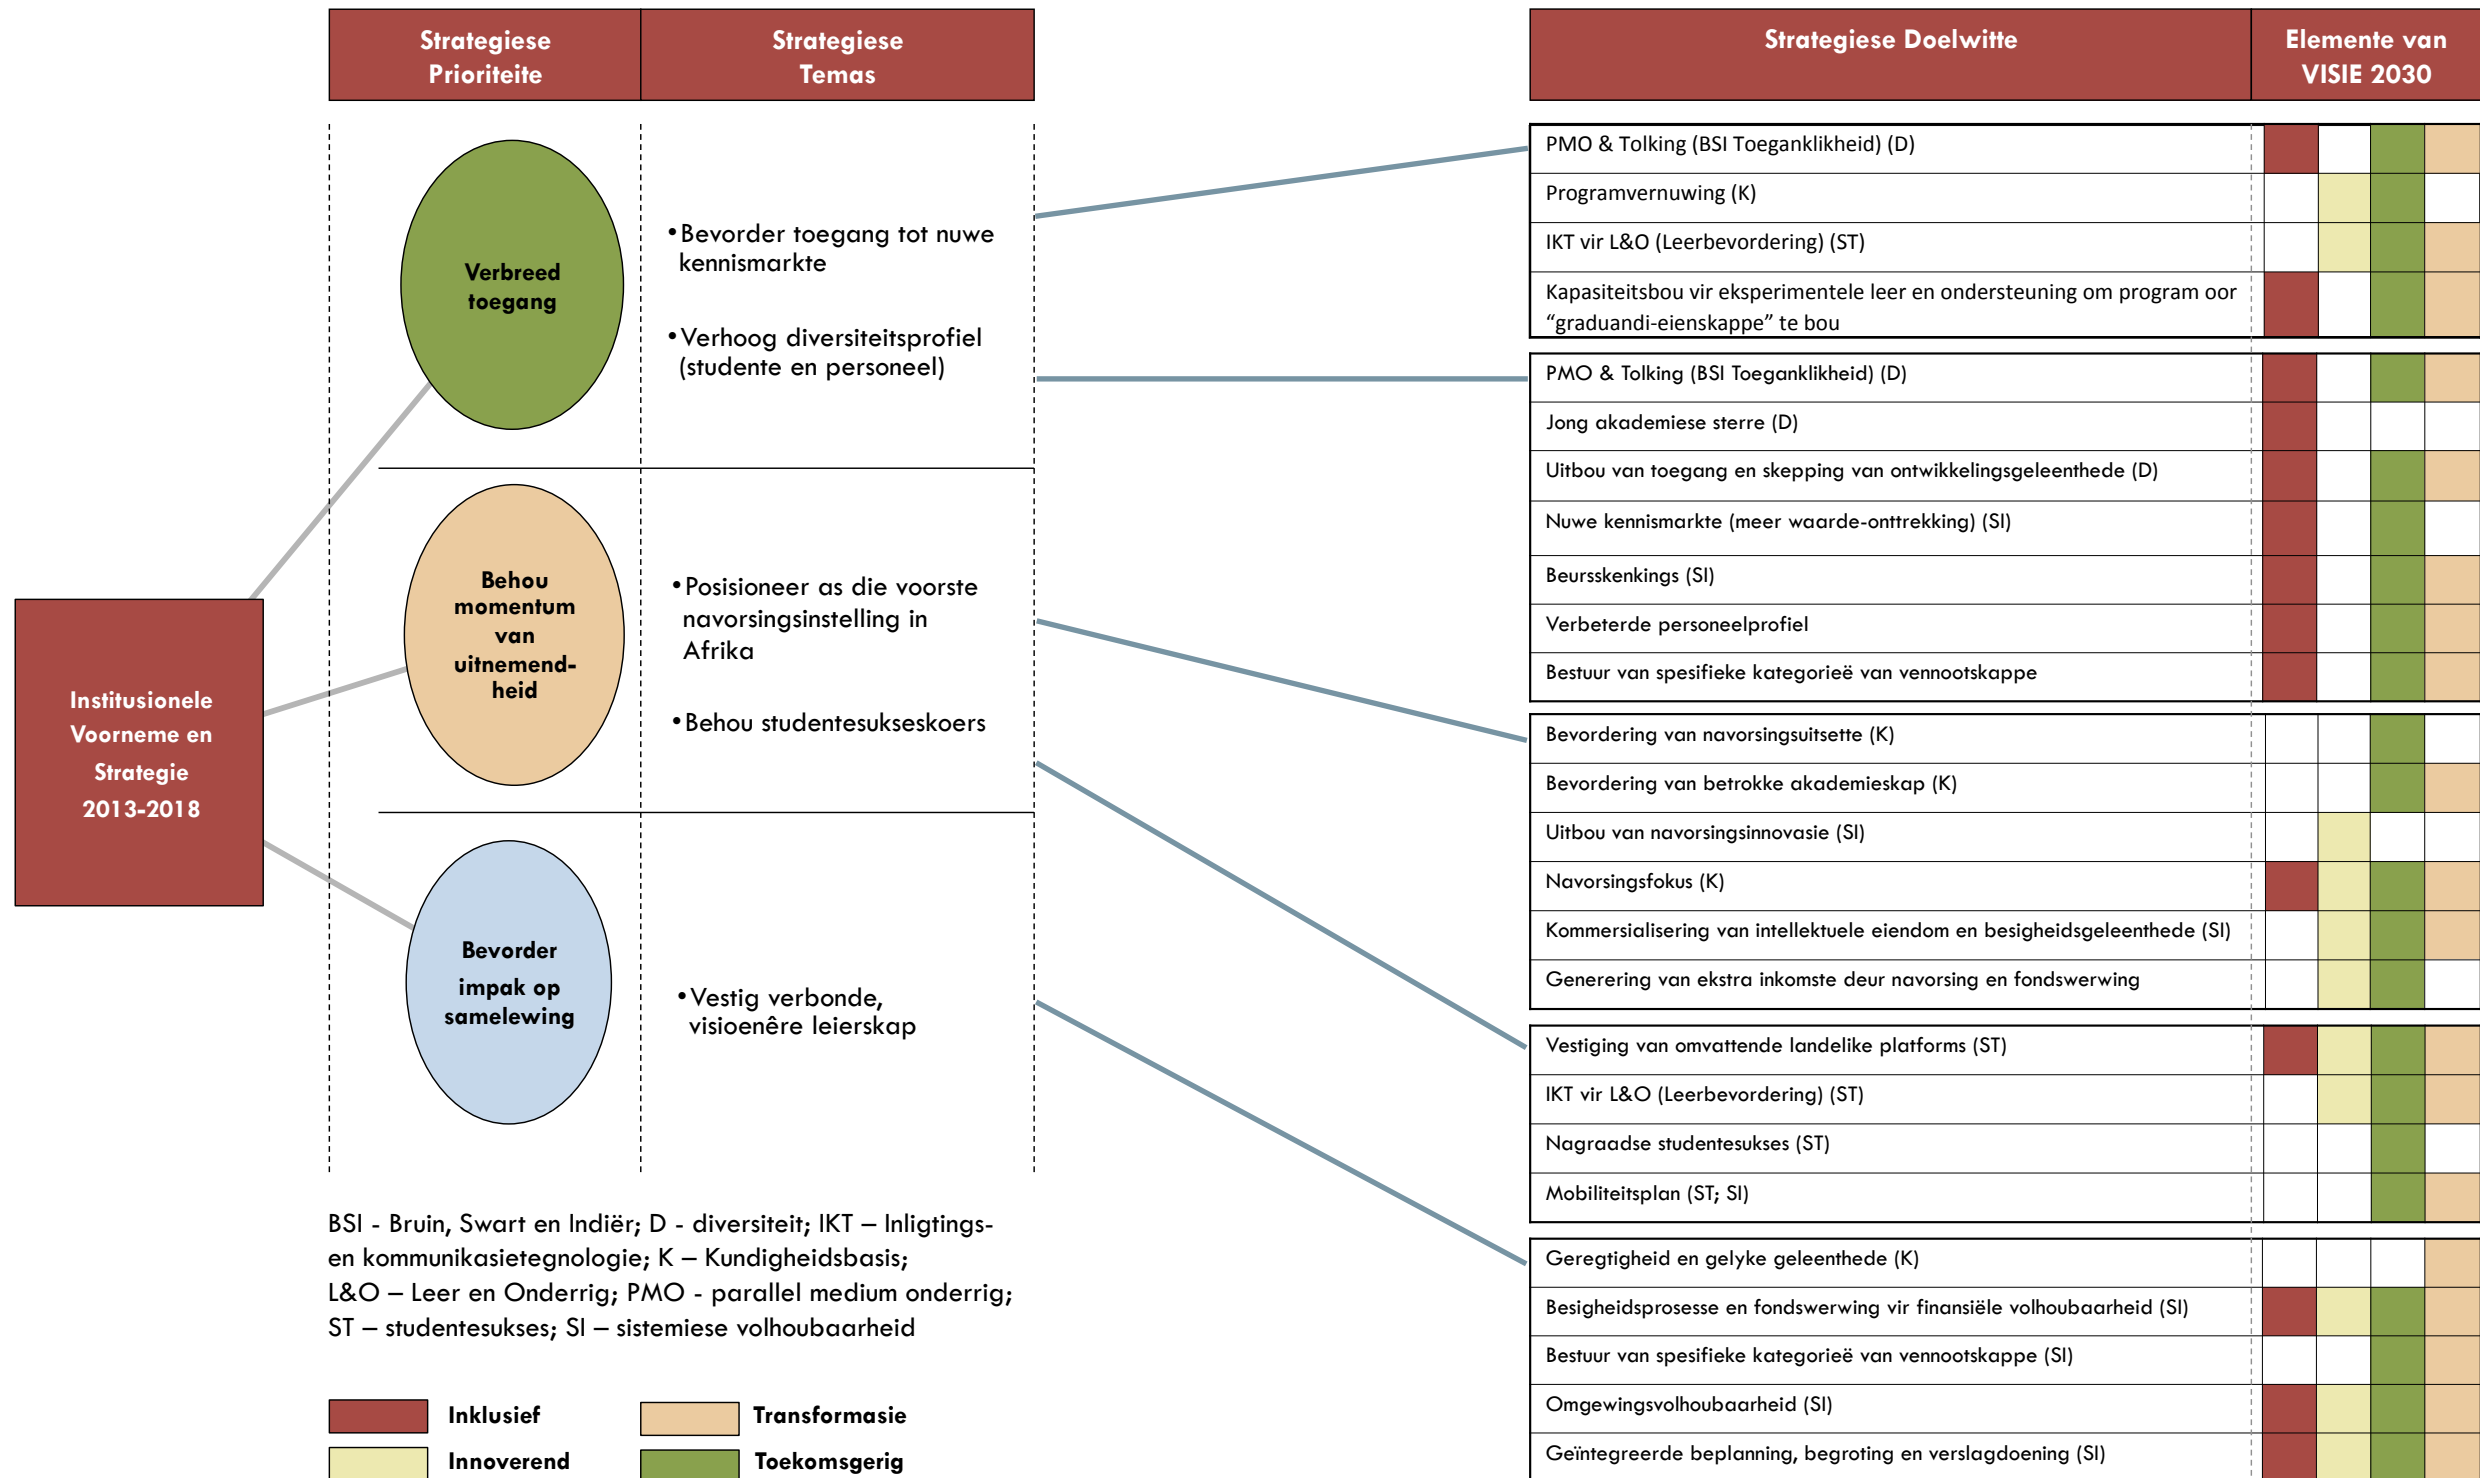 Strategiese
Prioriteite
Strategiese
Temas
Strategiese Doelwitte
Elemente van
VISIE 2030
Institusionele
Voorneme en
Strategie
2013-2018
Verbreed
toegang
•Bevorder toegang tot nuwe
kennismarkte
•Verhoog diversiteitsprofiel
(studente en personeel)
Behou
momentum
van
uitnemend-
heid
•Posisioneer as die voorste
navorsingsinstelling in
Afrika
•Behou studentesukseskoers
Bevorder
impak op
samelewing
•Vestig verbonde,
visioenêre leierskap
PMO & Tolking (BSI Toeganklikheid) (D)
Programvernuwing (K)
IKT vir L&O (Leerbevordering) (ST)
Kapasiteitsbou vir eksperimentele leer en ondersteuning om program oor
“graduandi-eienskappe” te bou
PMO & Tolking (BSI Toeganklikheid) (D)
Jong akademiese sterre (D)
Uitbou van toegang en skepping van ontwikkelingsgeleenthede (D)
Nuwe kennismarkte (meer waarde-onttrekking) (SI)
Beursskenkings (SI)
Verbeterde personeelprofiel
Bestuur van spesifieke kategorieë van vennootskappe
Bevordering van navorsingsuitsette (K)
Bevordering van betrokke akademieskap (K)
Uitbou van navorsingsinnovasie (SI)
Navorsingsfokus (K)
Kommersialisering van intellektuele eiendom en besigheidsgeleenthede (SI)
Generering van ekstra inkomste deur navorsing en fondswerwing
Vestiging van omvattende landelike platforms (ST)
IKT vir L&O (Leerbevordering) (ST)
Nagraadse studentesukses (ST)
Mobiliteitsplan (ST; SI)
Geregtigheid en gelyke geleenthede (K)
Besigheidsprosesse en fondswerwing vir finansiële volhoubaarheid (SI)
Bestuur van spesifieke kategorieë van vennootskappe (SI)
Omgewingsvolhoubaarheid (SI)
Geïntegreerde beplanning, begroting en verslagdoening (SI)
BSI - Bruin, Swart en Indiër; D - diversiteit; IKT – Inligtings-
en kommunikasietegnologie; K – Kundigheidsbasis;
L&O – Leer en Onderrig; PMO - parallel medium onderrig;
ST – studentesukses; SI – sistemiese volhoubaarheid
Inklusief
Transformasie
Innoverend
Toekomsgerig